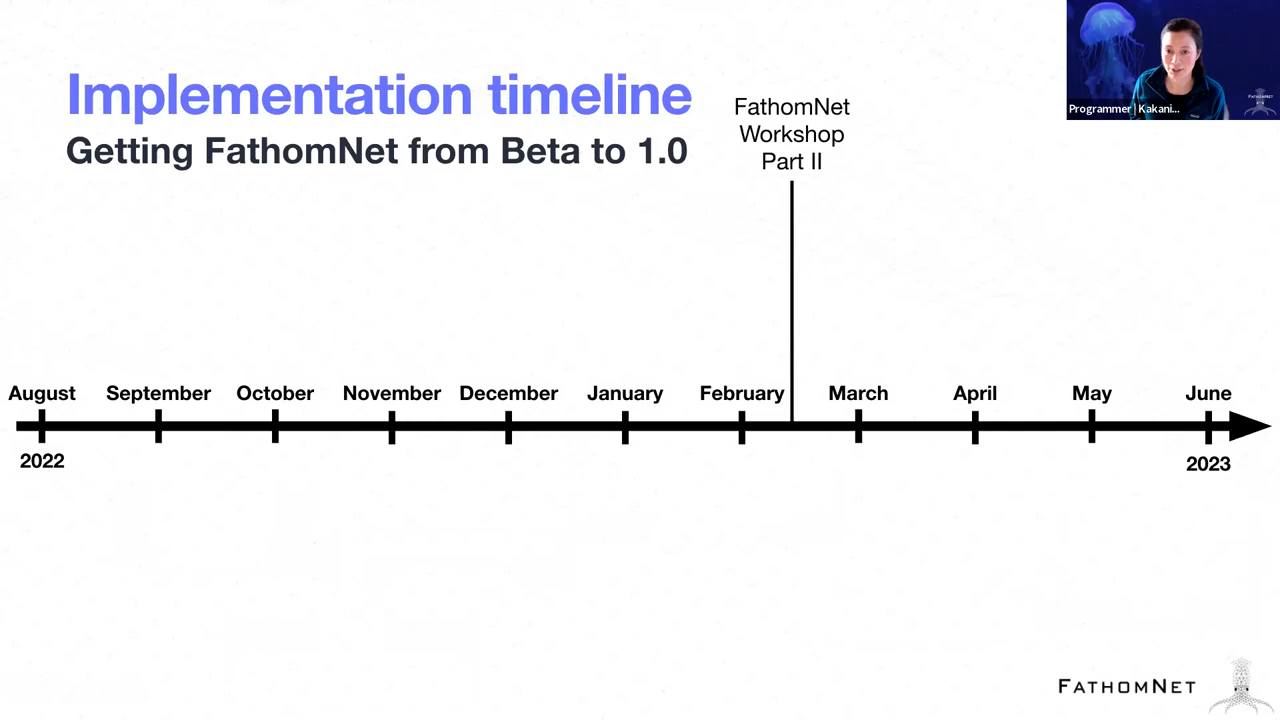 Implementation timeline
Getting FathomNet from Beta to 1.0
FathomNet
Workshop
Part II
Programmer | Kakani...
FATHOMNET
August September October November December January February March April May June
2022 2023
FATHOMNET